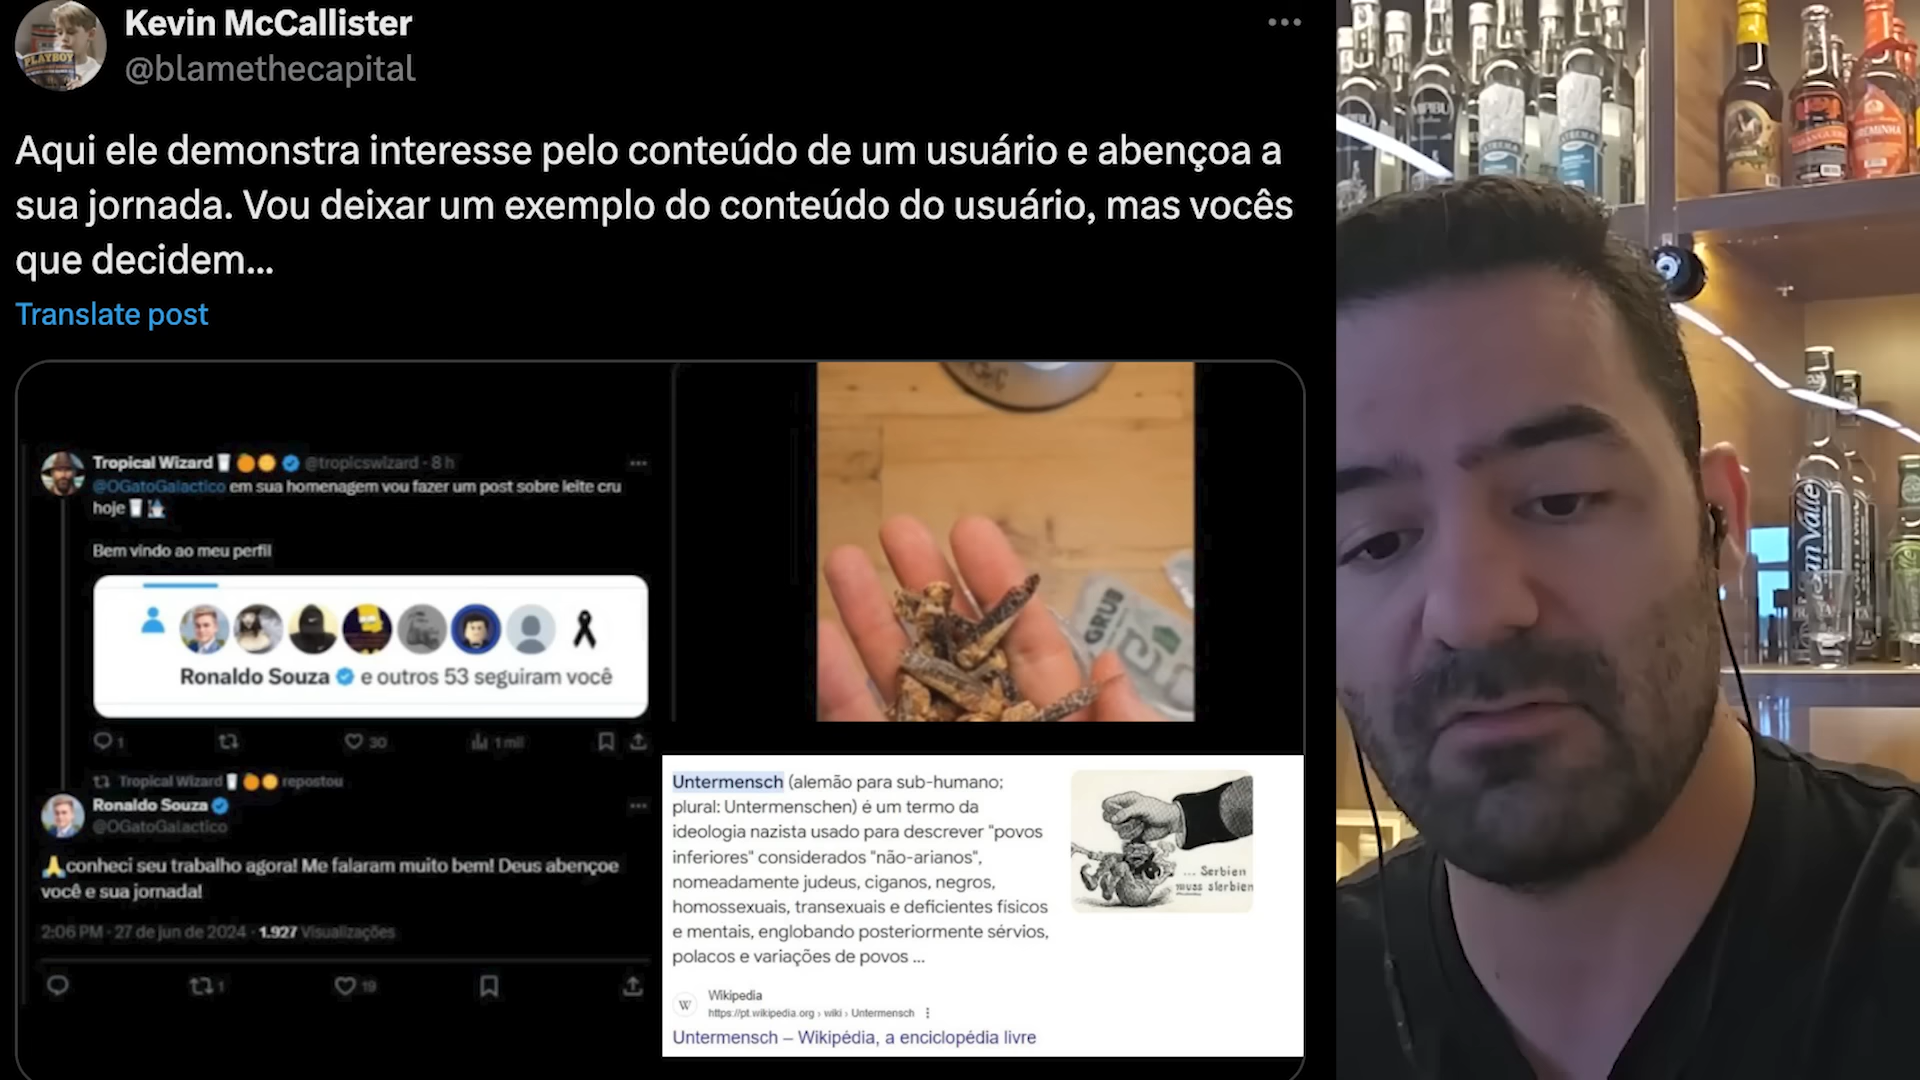 Kevin McCallister
@blamethecapital
Aqui ele demonstra interesse pelo conteúdo de um usuário e abençoa a
sua jornada. Vou deixar um exemplo do conteúdo do usuário, mas vocês
que decidem...
Translate post
Tropical Wizard @tropicswizard · 8 h
@OGatoGalactico em sua homenagem vou fazer um post sobre leite cru
hoje
Bem vindo ao meu perfil
Ronaldo Souza e outros 53 seguiram você
1 30 1 mil
Tropical Wizard repostou
Ronaldo Souza
@OGatoGalactico
conheci seu trabalho agora! Me falaram muito bem! Deus abençoe
você e sua jornada!
2:06 PM · 27 de jun de 2024 · 1.927 Visualizações
1 19
PLAYBOY
GRUB
Untermensch (alemão para sub-humano;
plural: Untermenschen) é um termo da
ideologia nazista usado para descrever "povos
inferiores" considerados "não-arianos",
nomeadamente judeus, ciganos, negros,
homossexuais, transexuais e deficientes físicos
e mentais, englobando posteriormente sérvios,
polacos e variações de povos ...
... Serbien
muss sterbien
W
Wikipedia
https://pt.wikipedia.org › wiki › Untermensch
Untermensch – Wikipédia, a enciclopédia livre